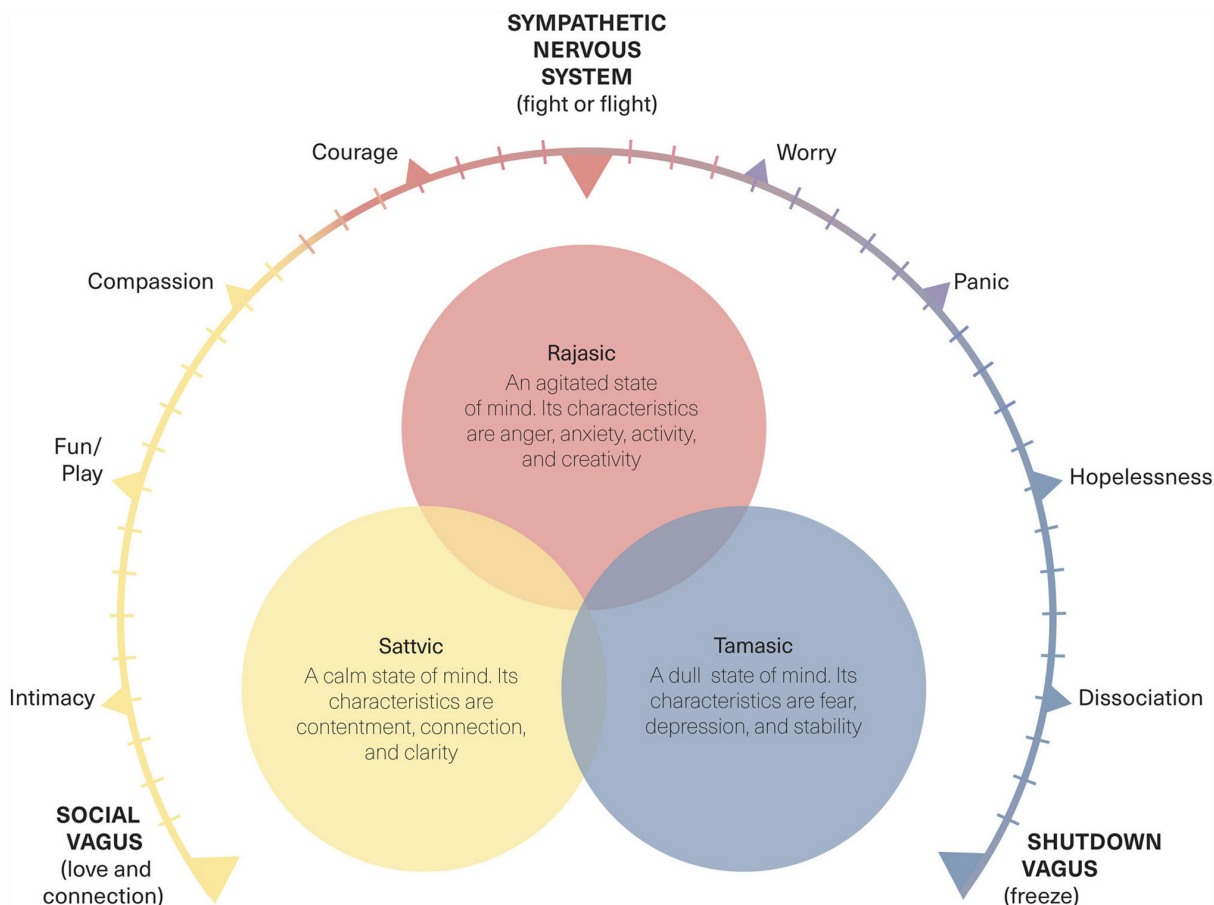 SYMPATHETIC
NERVOUS
SYSTEM
(fight or flight)
Courage
Worry
Compassion
Panic
Rajasic
An agitated state
of mind. Its characteristics
are anger, anxiety, activity,
and creativity
Fun/
Play
Hopelessness
Sattvic
A calm state of mind. Its
characteristics are
contentment, connection,
and clarity
Tamasic
A dull state of mind. Its
characteristics are fear,
depression, and stability
Intimacy
Dissociation
SOCIAL
VAGUS
(love and
connection)
SHUTDOWN
VAGUS
(freeze)